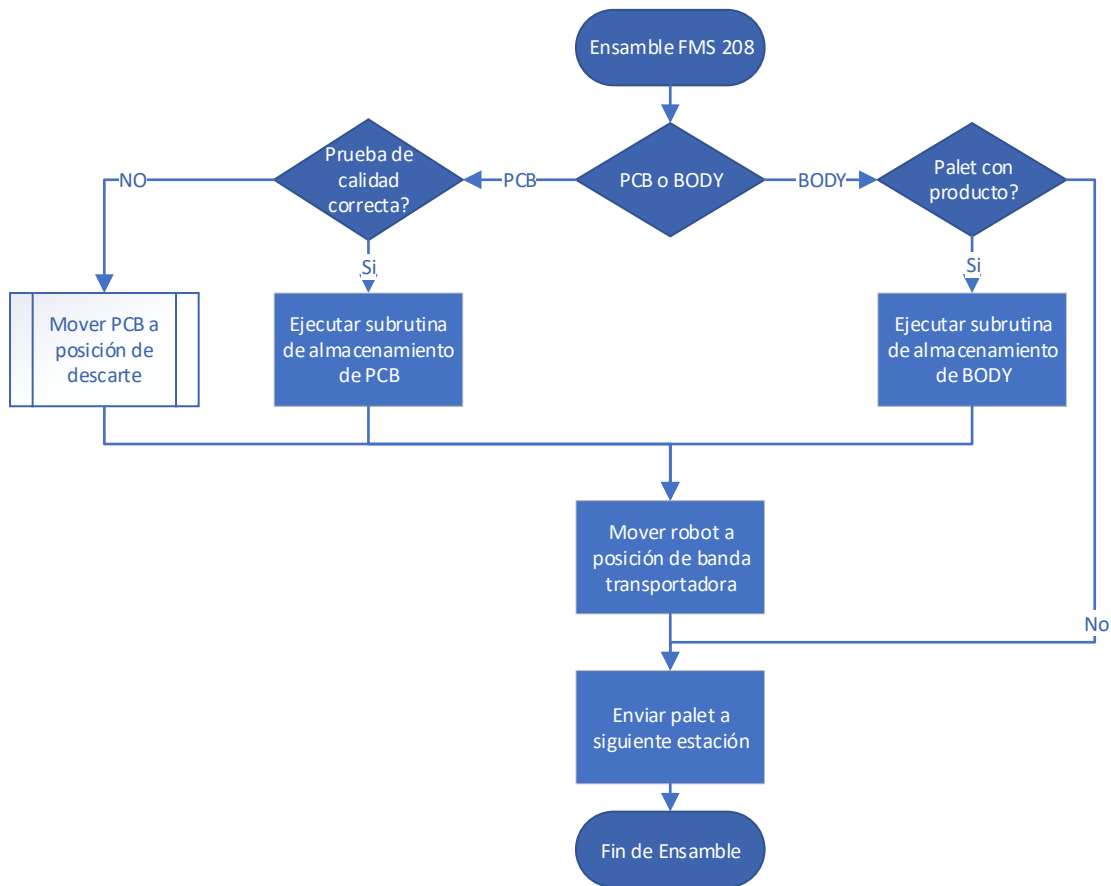 Ensamble FMS 208
Prueba de
calidad
correcta?
PCB o BODY
Palet con
producto?
NO
PCB
BODY
Si
Si
Mover PCB a
posición de
descarte
Ejecutar subrutina
de almacenamiento
de PCB
Ejecutar subrutina
de almacenamiento
de BODY
Mover robot a
posición de banda
transportadora
No
Enviar palet a
siguiente estación
Fin de Ensamble